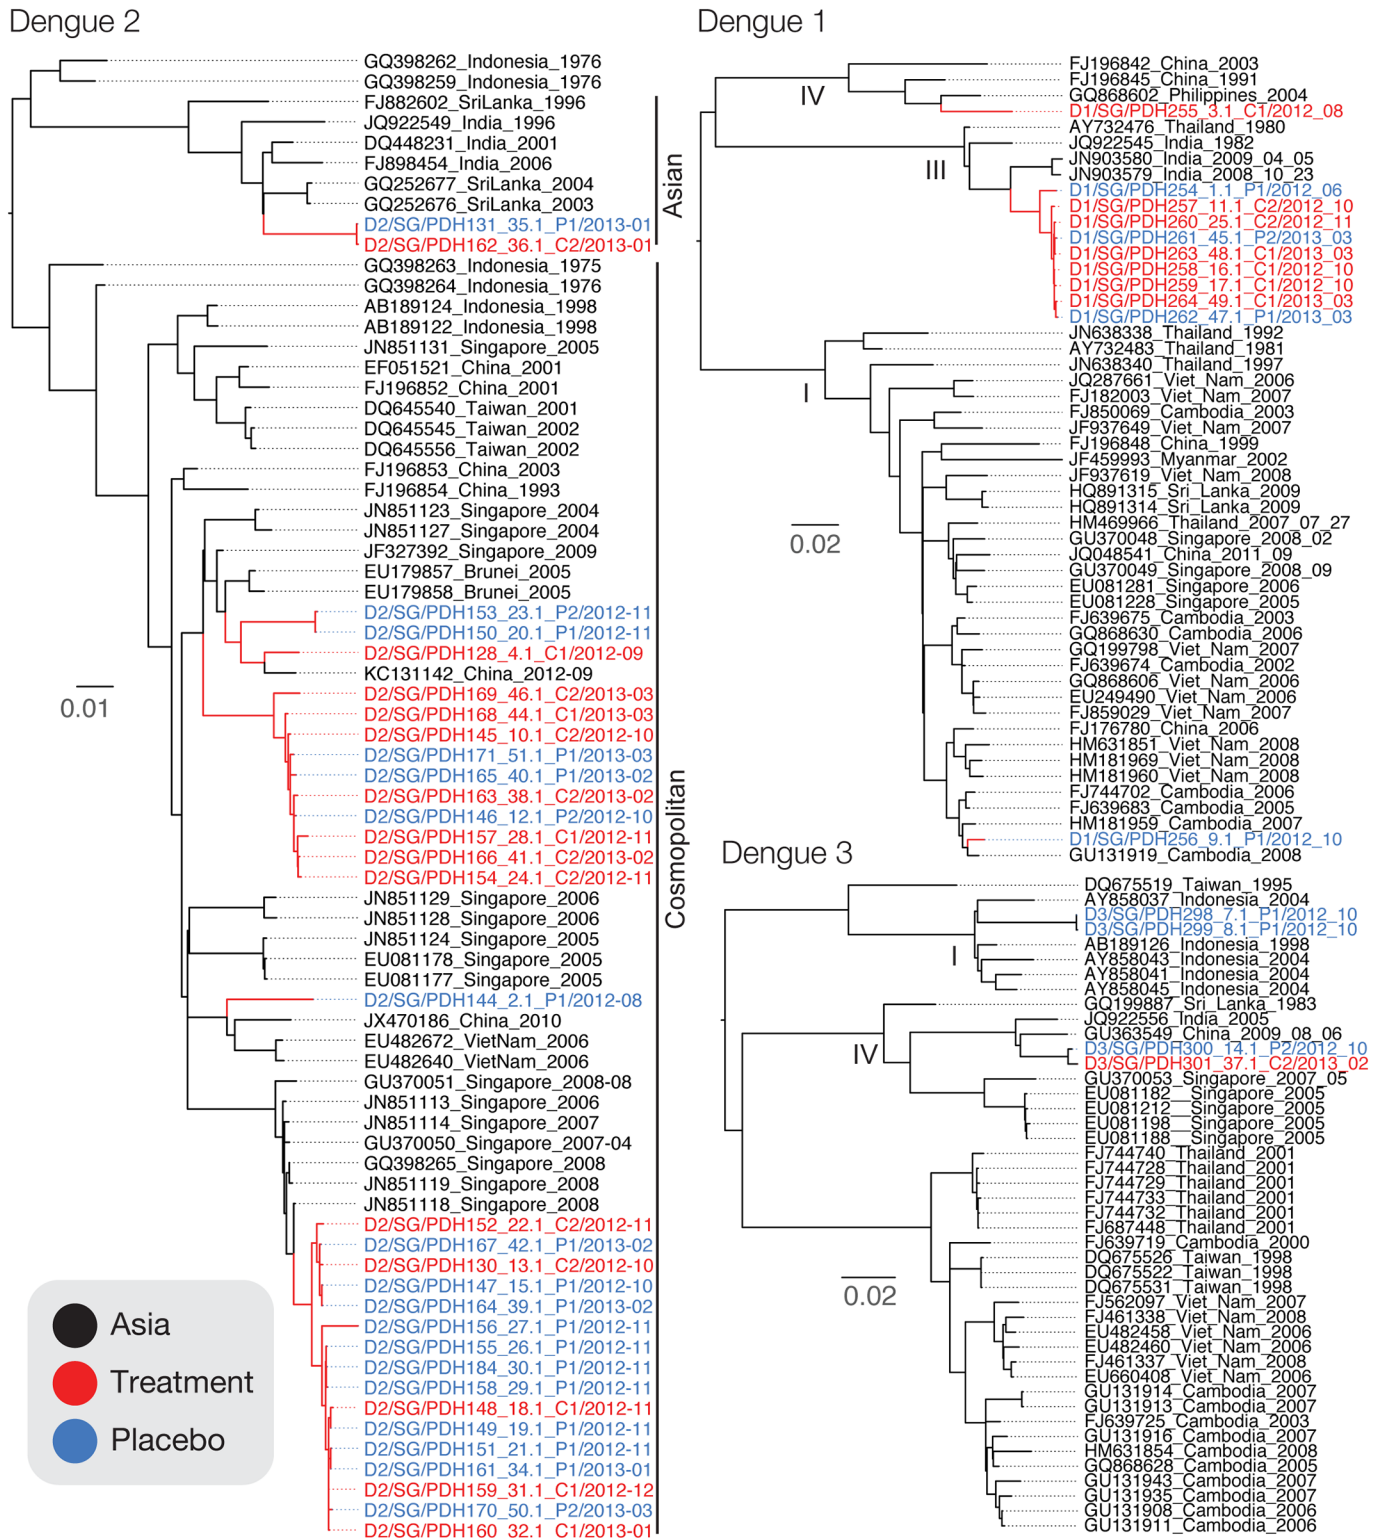 Dengue 2
GQ398262_Indonesia_1976
GQ398259_Indonesia_1976
FJ882602_SriLanka_1996
JQ922549_India_1996
DQ448231_India_2001
FJ898454_India_2006
GQ252677_SriLanka_2004
GQ252676_SriLanka_2003
D2/SG/PDH131_35.1_P1/2013-01
D2/SG/PDH162_36.1_C2/2013-01
Asian
GQ398263_Indonesia_1975
GQ398264_Indonesia_1976
AB189124_Indonesia_1998
AB189122_Indonesia_1998
JN851131_Singapore_2005
EF051521_China_2001
FJ196852_China_2001
DQ645540_Taiwan_2001
DQ645545_Taiwan_2002
DQ645556_Taiwan_2002
FJ196853_China_2003
FJ196854_China_1993
JN851123_Singapore_2004
JN851127_Singapore_2004
JF327392_Singapore_2009
EU179857_Brunei_2005
EU179858_Brunei_2005
D2/SG/PDH153_23.1_P2/2012-11
D2/SG/PDH150_20.1_P1/2012-11
D2/SG/PDH128_4.1_C1/2012-09
KC131142_China_2012-09
D2/SG/PDH169_46.1_C2/2013-03
D2/SG/PDH168_44.1_C1/2013-03
D2/SG/PDH145_10.1_C2/2012-10
D2/SG/PDH171_51.1_P1/2013-03
D2/SG/PDH165_40.1_P1/2013-02
D2/SG/PDH163_38.1_C2/2013-02
D2/SG/PDH146_12.1_P2/2012-10
D2/SG/PDH157_28.1_C1/2012-11
D2/SG/PDH166_41.1_C2/2013-02
D2/SG/PDH154_24.1_C2/2012-11
JN851129_Singapore_2006
JN851128_Singapore_2006
JN851124_Singapore_2005
EU081178_Singapore_2005
EU081177_Singapore_2005
D2/SG/PDH144_2.1_P1/2012-08
JX470186_China_2010
EU482672_VietNam_2006
EU482640_VietNam_2006
GU370051_Singapore_2008-08
JN851113_Singapore_2006
JN851114_Singapore_2007
GU370050_Singapore_2007-04
GQ398265_Singapore_2008
JN851119_Singapore_2008
JN851118_Singapore_2008
D2/SG/PDH152_22.1_C2/2012-11
D2/SG/PDH167_42.1_P1/2013-02
D2/SG/PDH130_13.1_C2/2012-10
D2/SG/PDH147_15.1_P1/2012-10
D2/SG/PDH164_39.1_P1/2013-02
D2/SG/PDH156_27.1_P1/2012-11
D2/SG/PDH155_26.1_P1/2012-11
D2/SG/PDH184_30.1_P1/2012-11
D2/SG/PDH158_29.1_P1/2012-11
D2/SG/PDH148_18.1_C1/2012-11
D2/SG/PDH149_19.1_P1/2012-11
D2/SG/PDH151_21.1_P1/2012-11
D2/SG/PDH161_34.1_P1/2013-01
D2/SG/PDH159_31.1_C1/2012-12
D2/SG/PDH170_50.1_P2/2013-03
D2/SG/PDH160_32.1_C1/2013-01
Cosmopolitan
0.01
Asia
Treatment
Placebo
Dengue 1
FJ196842_China_2003
FJ196845_China_1991
GQ868602_Philippines_2004
D1/SG/PDH255_3.1_C1/2012_08
IV
AY732476_Thailand_1980
JQ922545_India_1982
JN903580_India_2009_04_05
JN903579_India_2008_10_23
III
D1/SG/PDH254_1.1_P1/2012_06
D1/SG/PDH257_11.1_C2/2012_10
D1/SG/PDH260_25.1_C2/2012_11
D1/SG/PDH261_45.1_P2/2013_03
D1/SG/PDH263_48.1_C1/2013_03
D1/SG/PDH258_16.1_C1/2012_10
D1/SG/PDH259_17.1_C1/2012_10
D1/SG/PDH264_49.1_C1/2013_03
D1/SG/PDH262_47.1_P1/2013_03
JN638338_Thailand_1992
AY732483_Thailand_1981
JN638340_Thailand_1997
I
JQ287661_Viet_Nam_2006
FJ182003_Viet_Nam_2007
FJ850069_Cambodia_2003
JF937649_Viet_Nam_2007
FJ196848_China_1999
JF459993_Myanmar_2002
JF937619_Viet_Nam_2008
HQ891315_Sri_Lanka_2009
HQ891314_Sri_Lanka_2009
HM469966_Thailand_2007_07_27
GU370048_Singapore_2008_02
JQ048541_China_2011_09
GU370049_Singapore_2008_09
EU081281_Singapore_2006
EU081228_Singapore_2005
FJ639675_Cambodia_2003
GQ868630_Cambodia_2006
GQ199798_Viet_Nam_2007
FJ639674_Cambodia_2002
GQ868606_Viet_Nam_2006
EU249490_Viet_Nam_2006
FJ859029_Viet_Nam_2007
FJ176780_China_2006
HM631851_Viet_Nam_2008
HM181969_Viet_Nam_2008
HM181960_Viet_Nam_2008
FJ744702_Cambodia_2006
FJ639683_Cambodia_2005
HM181959_Cambodia_2007
D1/SG/PDH256_9.1_P1/2012_10
GU131919_Cambodia_2008
0.02
Dengue 3
DQ675519_Taiwan_1995
AY858037_Indonesia_2004
D3/SG/PDH298_7.1_P1/2012_10
D3/SG/PDH299_8.1_P1/2012_10
AB189126_Indonesia_1998
I
AY858043_Indonesia_2004
AY858041_Indonesia_2004
AY858045_Indonesia_2004
GQ199887_Sri_Lanka_1983
JQ922556_India_2005
GU363549_China_2009_08_06
D3/SG/PDH300_14.1_P2/2012_10
IV
D3/SG/PDH301_37.1_C2/2013_02
GU370053_Singapore_2007_05
EU081182__Singapore_2005
EU081212__Singapore_2005
EU081198__Singapore_2005
EU081188__Singapore_2005
FJ744740_Thailand_2001
FJ744728_Thailand_2001
FJ744729_Thailand_2001
FJ744733_Thailand_2001
FJ744732_Thailand_2001
FJ687448_Thailand_2001
FJ639719_Cambodia_2000
DQ675526_Taiwan_1998
DQ675522_Taiwan_1998
DQ675531_Taiwan_1998
0.02
FJ562097_Viet_Nam_2007
FJ461338_Viet_Nam_2008
EU482458_Viet_Nam_2006
EU482460_Viet_Nam_2006
FJ461337_Viet_Nam_2008
EU660408_Viet_Nam_2006
GU131914_Cambodia_2007
GU131913_Cambodia_2007
FJ639725_Cambodia_2003
GU131916_Cambodia_2007
HM631854_Cambodia_2008
GQ868628_Cambodia_2005
GU131943_Cambodia_2007
GU131935_Cambodia_2007
GU131908_Cambodia_2006
GU131911_Cambodia_2006